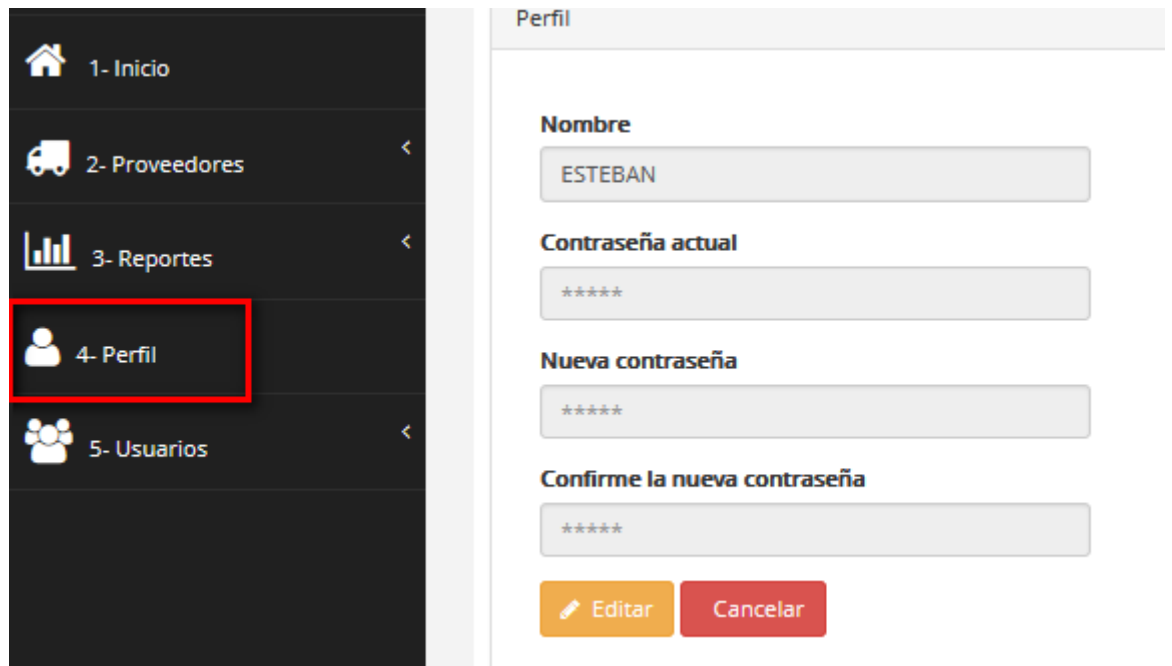 1- Inicio
2- Proveedores
3- Reportes
4- Perfil
5- Usuarios
Perfil
Nombre
ESTEBAN
Contraseña actual
*****
Nueva contraseña
*****
Confirme la nueva contraseña
*****
Editar
Cancelar